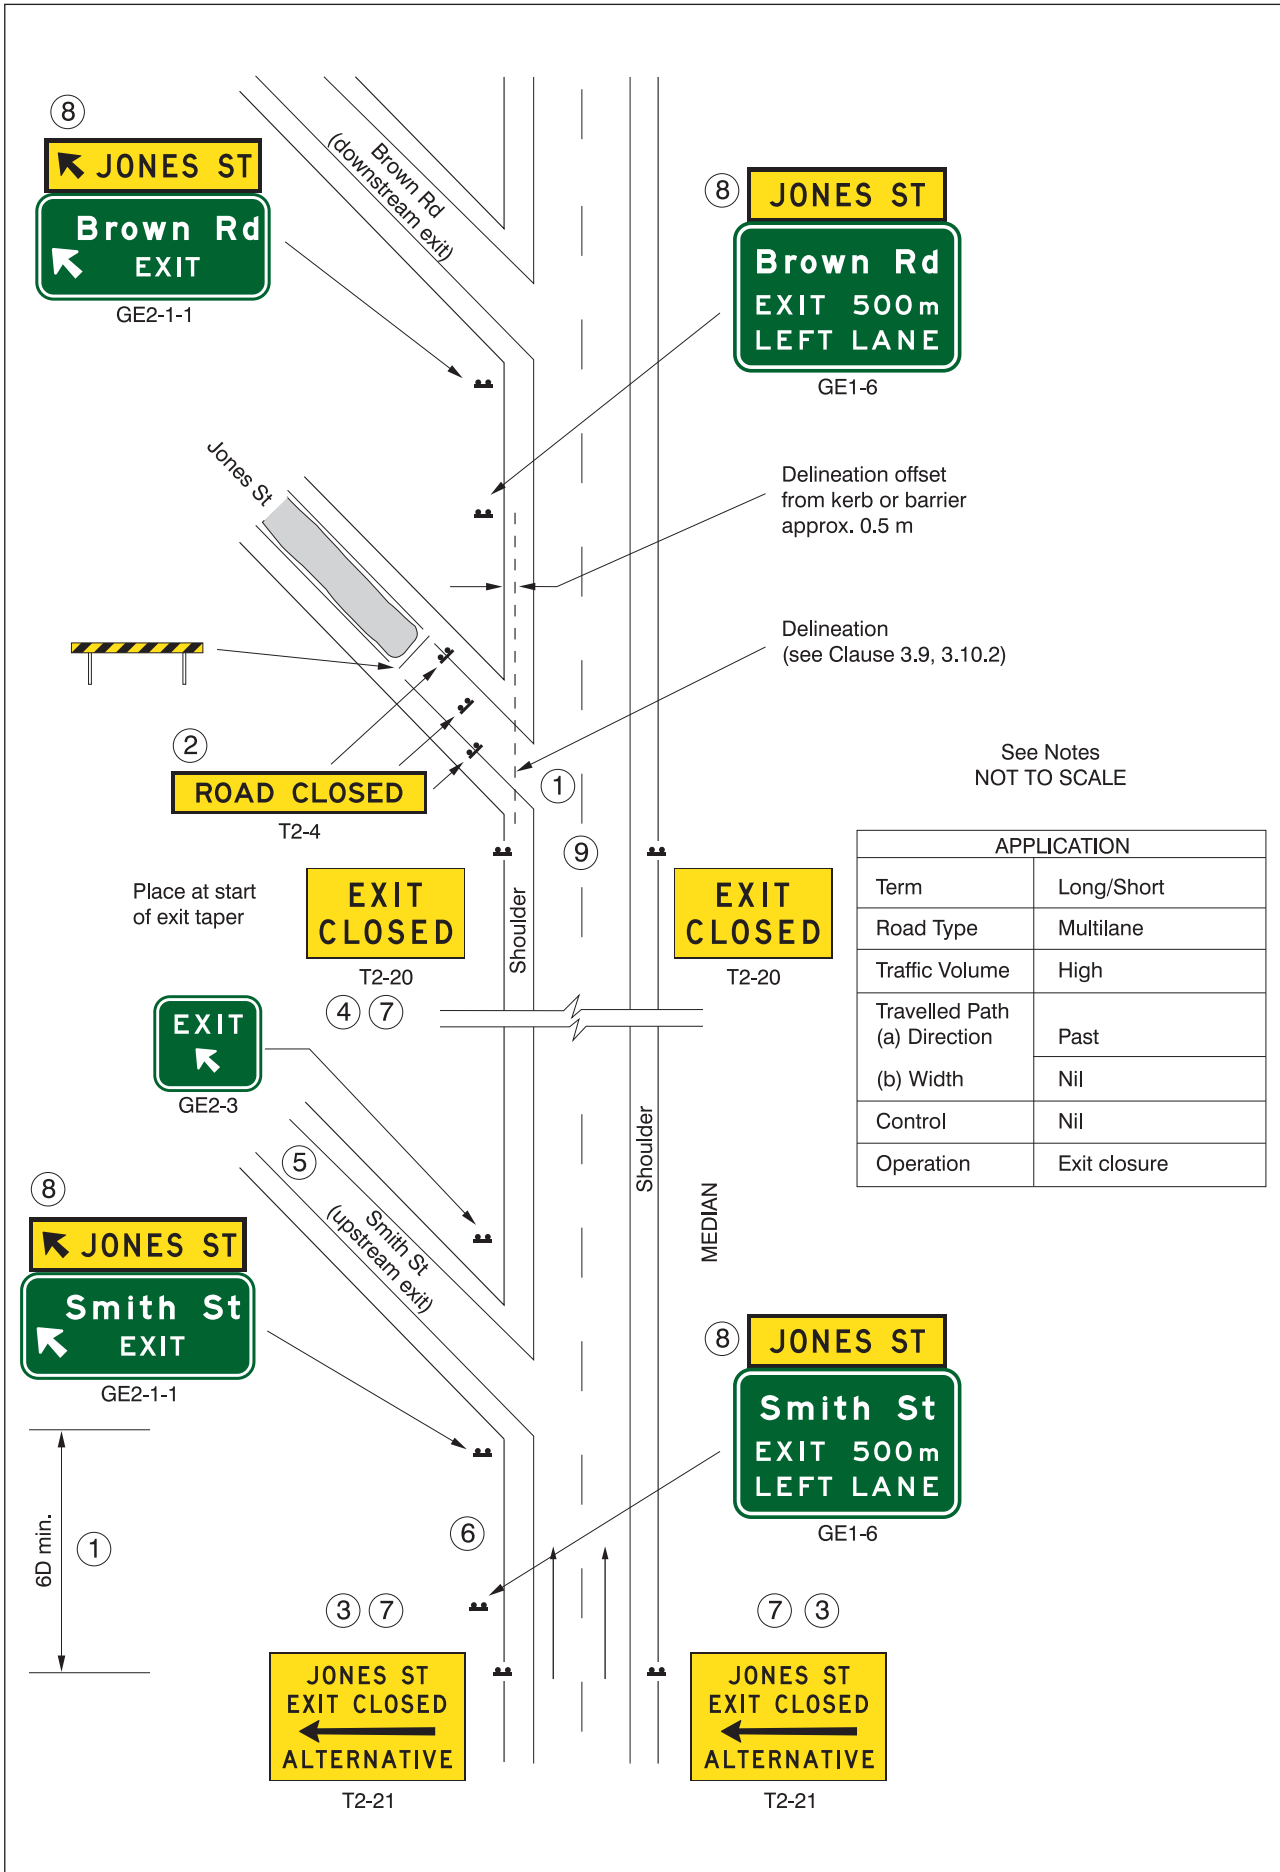 8
JONES ST
Brown Rd
EXIT
GE2-1-1
Brown Rd
(downstream exit)
8
JONES ST
Brown Rd
EXIT 500m
LEFT LANE
GE1-6
Jones St
Delineation offset
from kerb or barrier
approx. 0.5 m
Delineation
(see Clause 3.9, 3.10.2)
2
ROAD CLOSED
T2-4
1
See Notes
NOT TO SCALE
9
Place at start
of exit taper
EXIT
CLOSED
T2-20
4 7
Shoulder
EXIT
CLOSED
T2-20
APPLICATION
Term Long/Short
Road Type Multilane
Traffic Volume High
Travelled Path
(a) Direction Past
(b) Width Nil
Control Nil
Operation Exit closure
EXIT
GE2-3
5
Smith St
(upstream exit)
Shoulder
MEDIAN
8
JONES ST
Smith St
EXIT
GE2-1-1
8
JONES ST
Smith St
EXIT 500m
LEFT LANE
GE1-6
6D min.
1
6
3 7
7 3
JONES ST
EXIT CLOSED
ALTERNATIVE
T2-21
JONES ST
EXIT CLOSED
ALTERNATIVE
T2-21